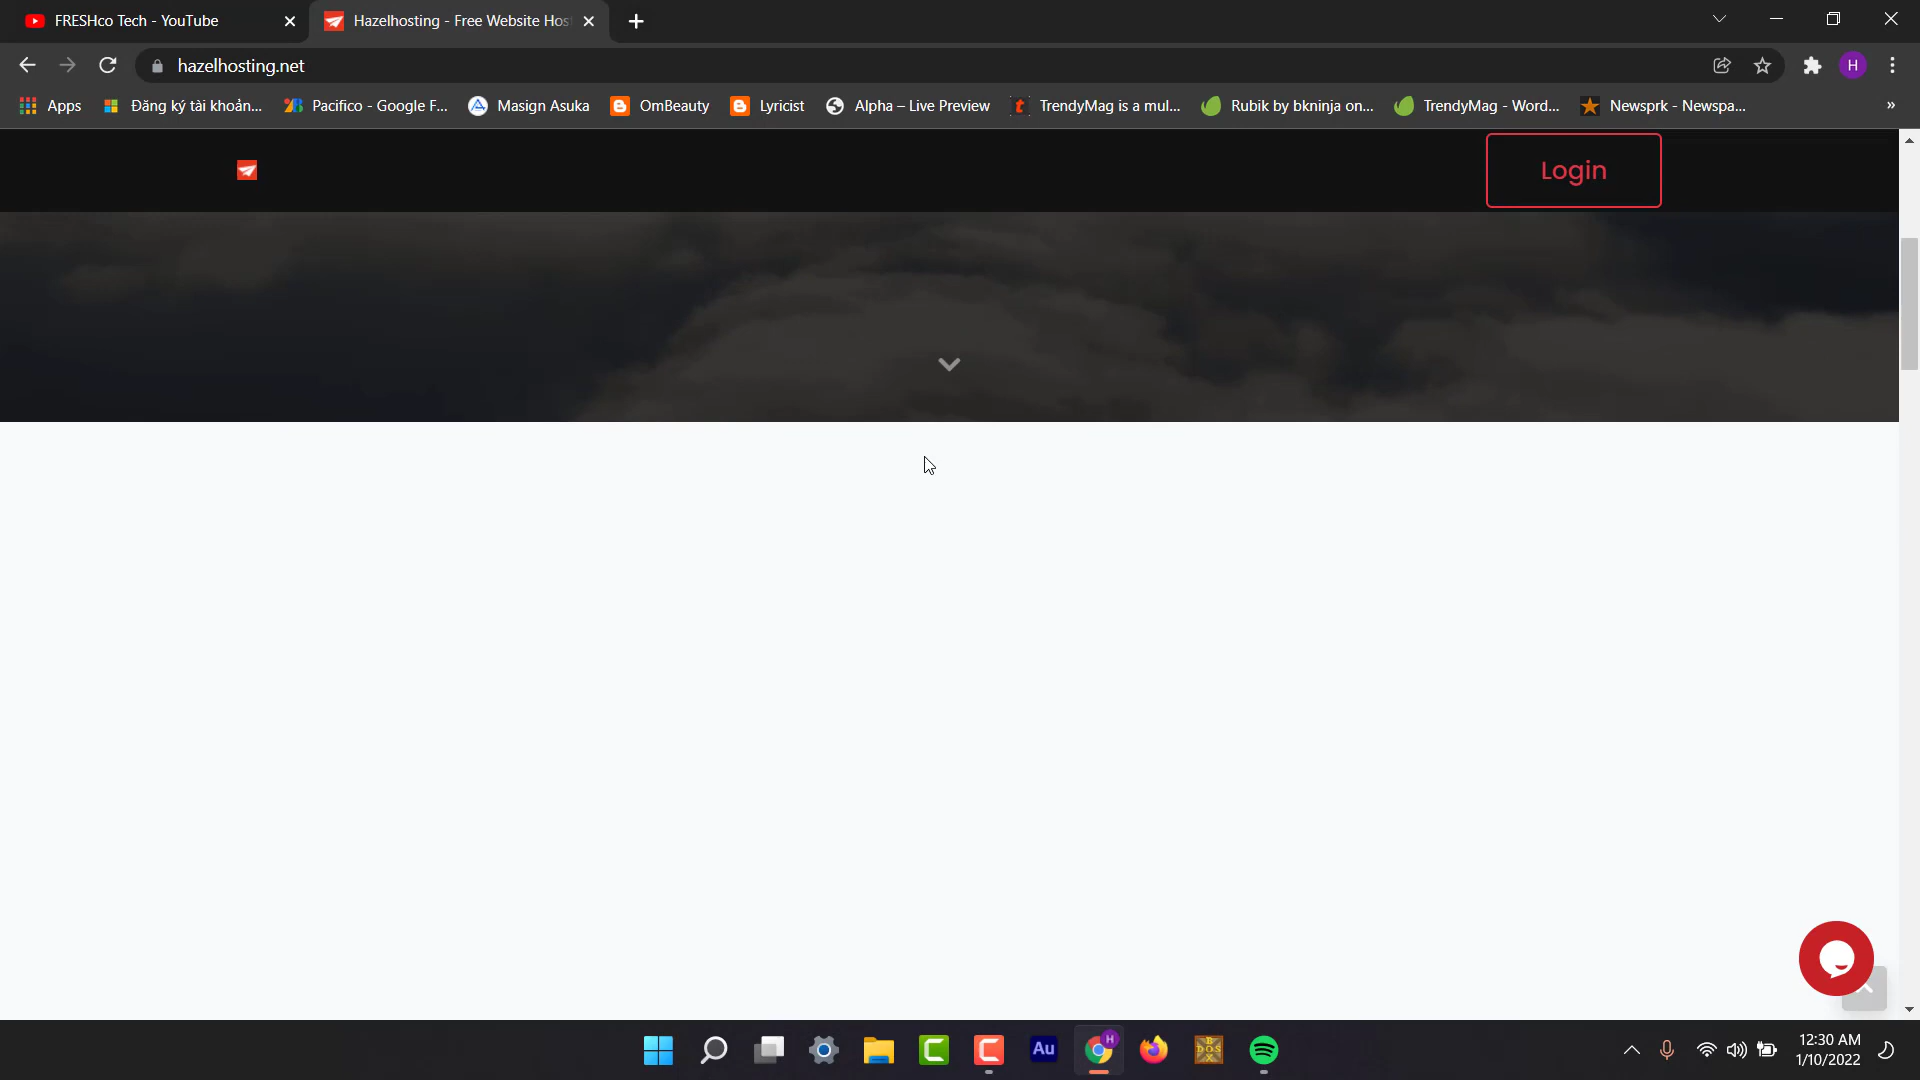 FRESHco Tech - YouTube
Hazelhosting - Free Website Hos
hazelhosting.net
H
Apps
Đăng ký tài khoản...
Pacifico - Google F...
Masign Asuka
OmBeauty
Lyricist
Alpha – Live Preview
TrendyMag is a mul...
Rubik by bkninja on...
TrendyMag - Word...
Newsprk - Newspa...
»
Login
Au
H
DOS
12:30 AM
1/10/2022